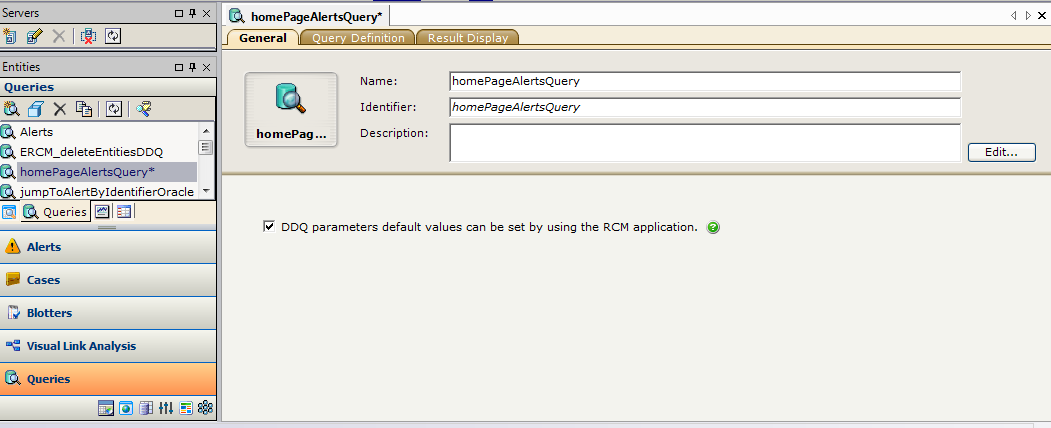 Servers
Entities
Queries
Alerts
ERCM_deleteEntitiesDDQ
homePageAlertsQuery*
jumpToAlertByIdentifierOracle
Queries
Alerts
Cases
Blotters
Visual Link Analysis
Queries
homePageAlertsQuery*
General Query Definition Result Display
homePag...
Name: homePageAlertsQuery
Identifier: homePageAlertsQuery
Description:
Edit...
DDQ parameters default values can be set by using the RCM application.